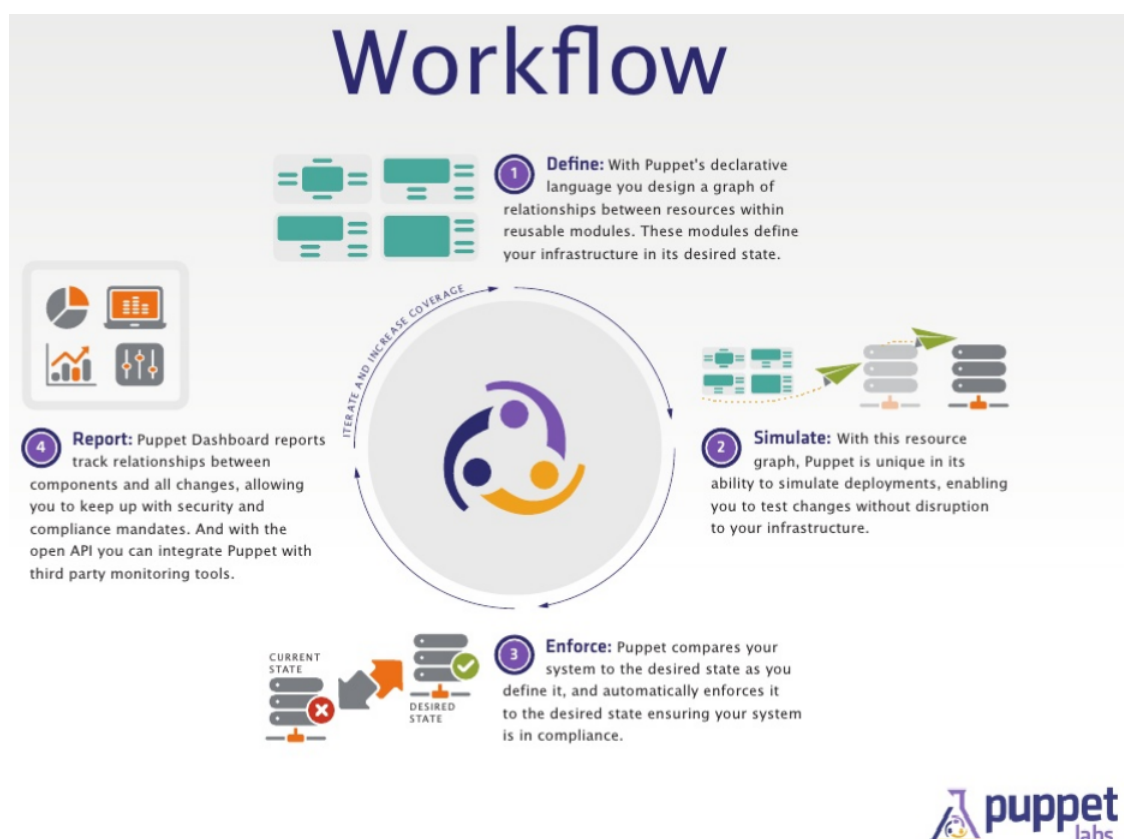 Workflow
1
Define: With Puppet's declarative
language you design a graph of
relationships between resources within
reusable modules. These modules define
your infrastructure in its desired state.
ITERATE AND INCREASE COVERAGE
2
Simulate: With this resource
graph, Puppet is unique in its
ability to simulate deployments, enabling
you to test changes without disruption
to your infrastructure.
3
Enforce: Puppet compares your
system to the desired state as you
define it, and automatically enforces it
to the desired state ensuring your system
is in compliance.
CURRENT
STATE
DESIRED
STATE
4
Report: Puppet Dashboard reports
track relationships between
components and all changes, allowing
you to keep up with security and
compliance mandates. And with the
open API you can integrate Puppet with
third party monitoring tools.
puppet
labs